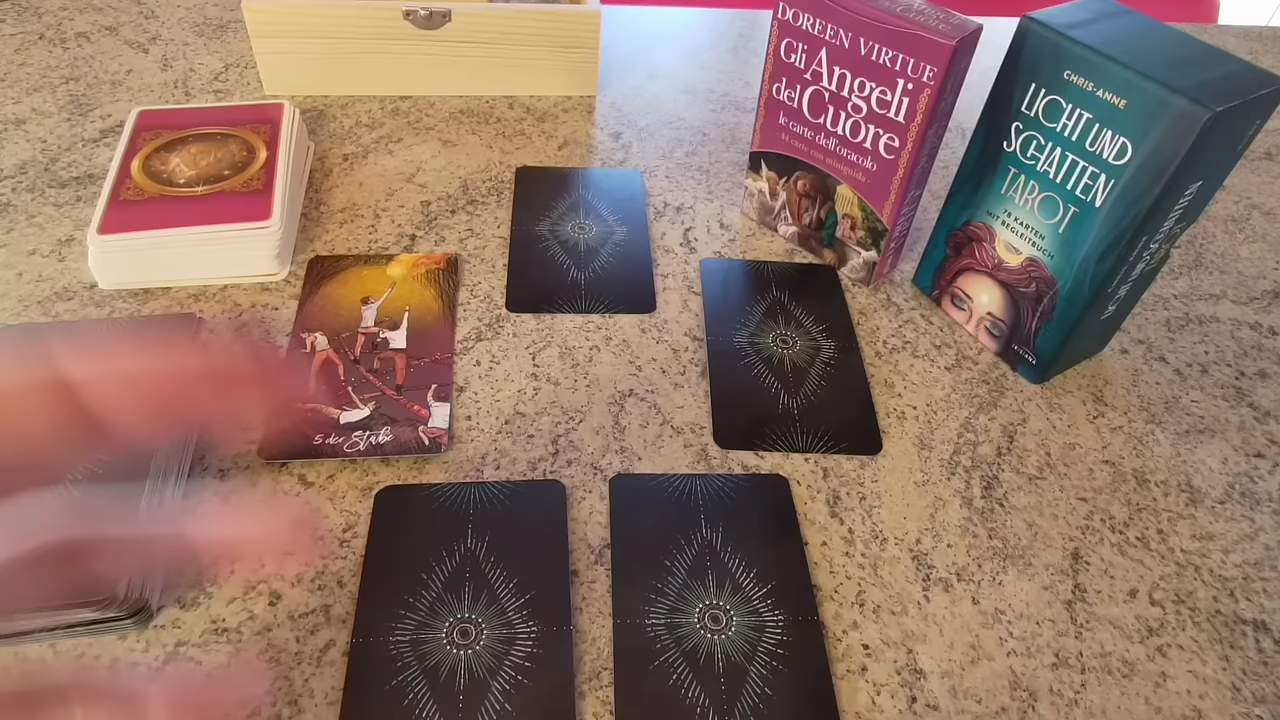 DOREEN VIRTUE
Gli Angeli
del Cuore
le carte dell'oracolo
- 44 carte con miniguida -
CHRIS-ANNE
LICHT UND
SCHATTEN
TAROT
78 KARTEN
MIT BEGLEITBUCH
5 der Stäbe